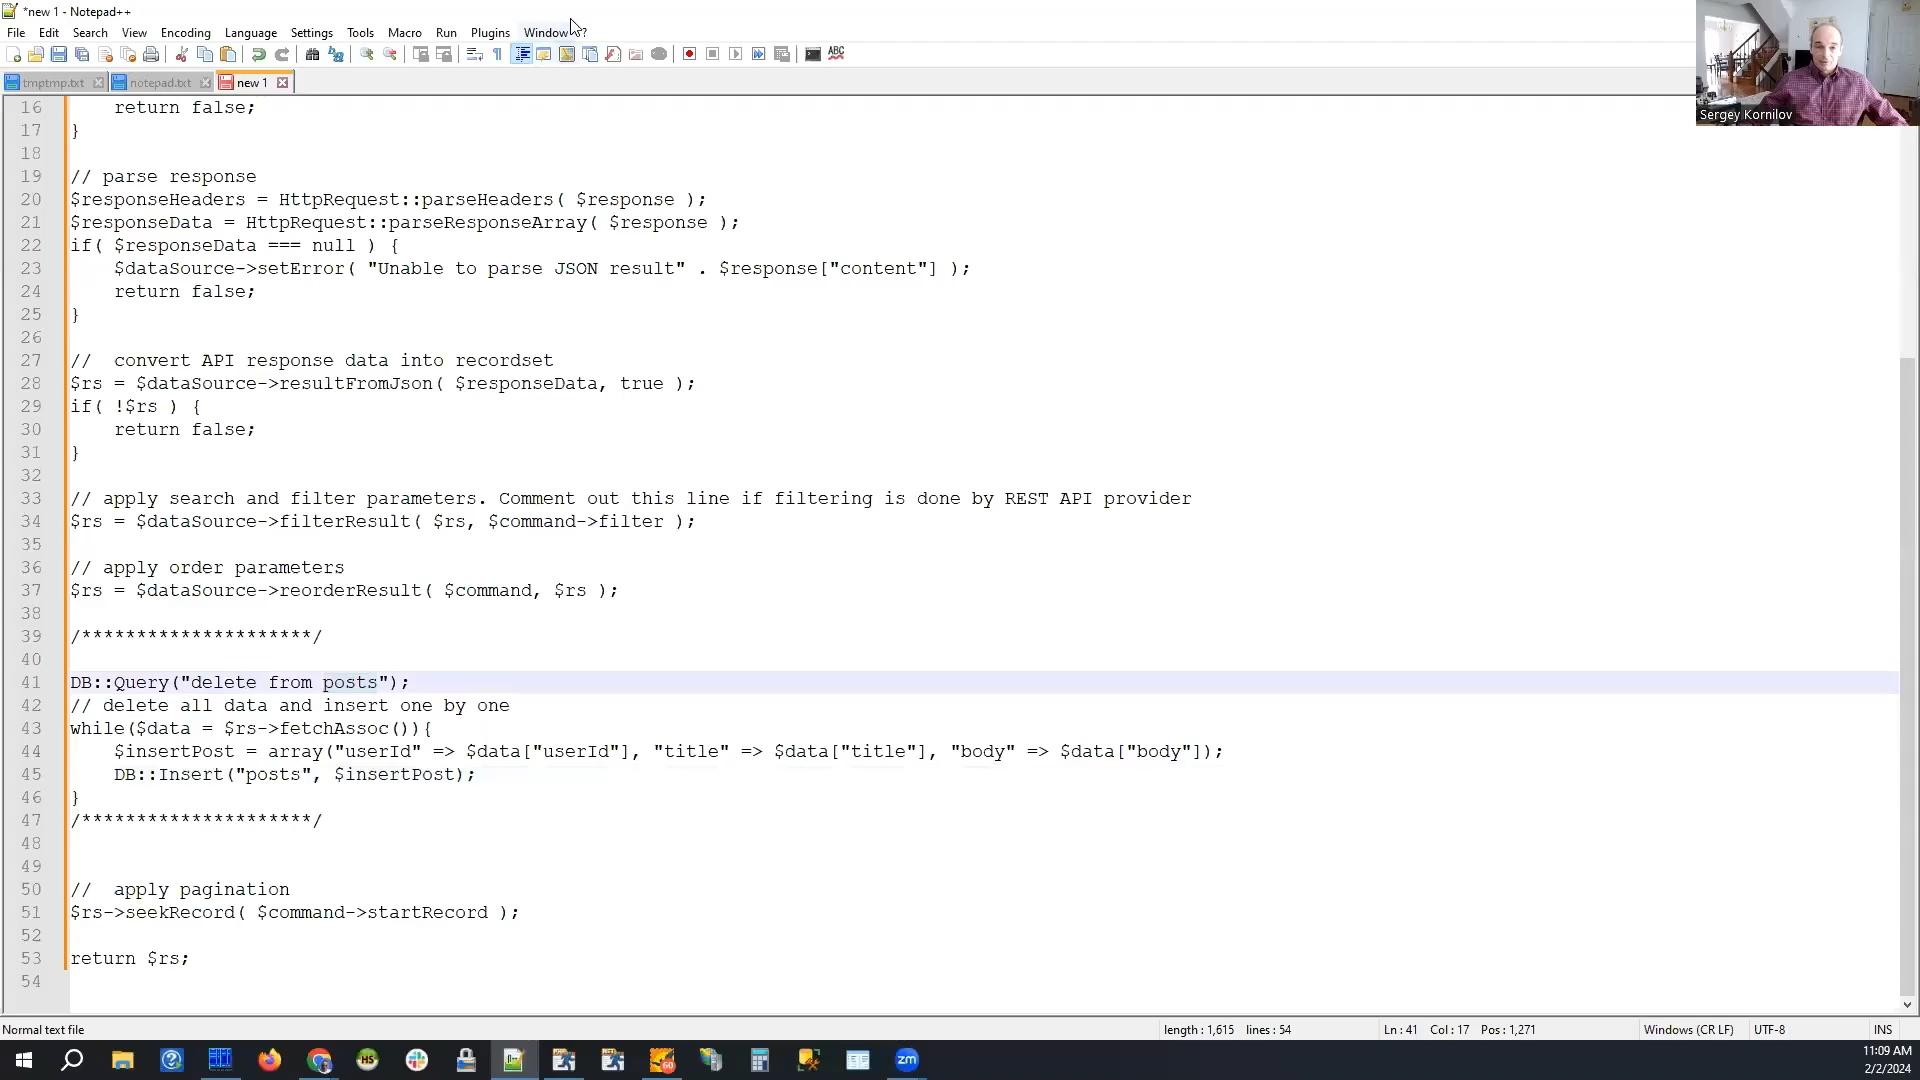 *new 1 - Notepad++
File Edit Search View Encoding Language Settings Tools Macro Run Plugins Window ?
tmptmp.txt notepad.txt new 1
Sergey Kornilov
16 return false;
17 }
18
19 // parse response
20 $responseHeaders = HttpRequest::parseHeaders( $response );
21 $responseData = HttpRequest::parseResponseArray( $response );
22 if( $responseData === null ) {
23 $dataSource->setError( "Unable to parse JSON result" . $response["content"] );
24 return false;
25 }
26
27 //  convert API response data into recordset
28 $rs = $dataSource->resultFromJson( $responseData, true );
29 if( !$rs ) {
30 return false;
31 }
32
33 // apply search and filter parameters. Comment out this line if filtering is done by REST API provider
34 $rs = $dataSource->filterResult( $rs, $command->filter );
35
36 // apply order parameters
37 $rs = $dataSource->reorderResult( $command, $rs );
38
39 /*********************/
40
41 DB::Query("delete from posts");
42 // delete all data and insert one by one
43 while($data = $rs->fetchAssoc()){
44 $insertPost = array("userId" => $data["userId"], "title" => $data["title"], "body" => $data["body"]);
45 DB::Insert("posts", $insertPost);
46 }
47 /*********************/
48
49
50 //  apply pagination
51 $rs->seekRecord( $command->startRecord );
52
53 return $rs;
54
Normal text file length : 1,615 lines : 54 Ln : 41 Col : 17 Pos : 1,271 Windows (CR LF) UTF-8 INS
ABC
HS
60
zm
11:09 AM
2/2/2024